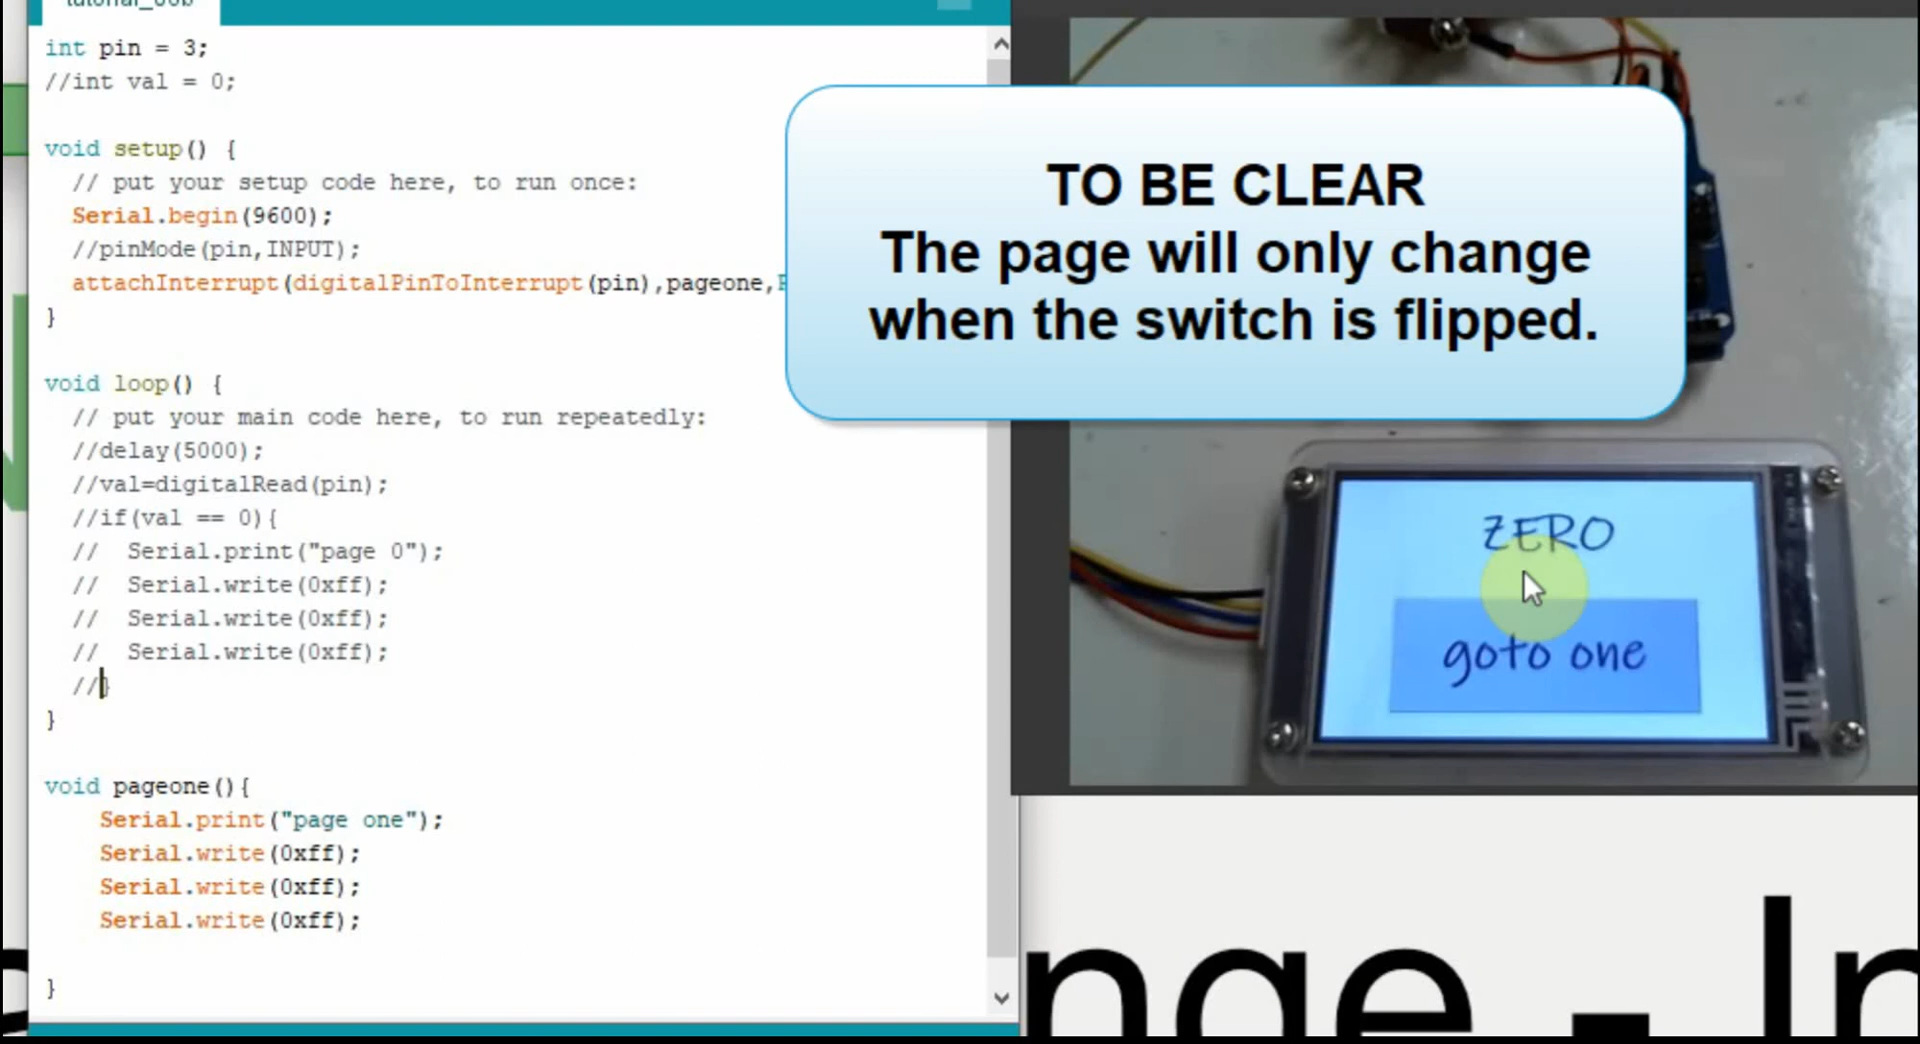 int pin = 3;
//int val = 0;
void setup() {
// put your setup code here, to run once:
Serial.begin(9600);
//pinMode(pin,INPUT);
attachInterrupt(digitalPinToInterrupt(pin),pageone,
}
void loop() {
// put your main code here, to run repeatedly:
//delay(5000);
//val=digitalRead(pin);
//if(val == 0){
// Serial.print("page 0");
// Serial.write(0xff);
// Serial.write(0xff);
// Serial.write(0xff);
//}
}
void pageone(){
Serial.print("page one");
Serial.write(0xff);
Serial.write(0xff);
Serial.write(0xff);
}
TO BE CLEAR
The page will only change
when the switch is flipped.
ZERO
goto one
nge - In